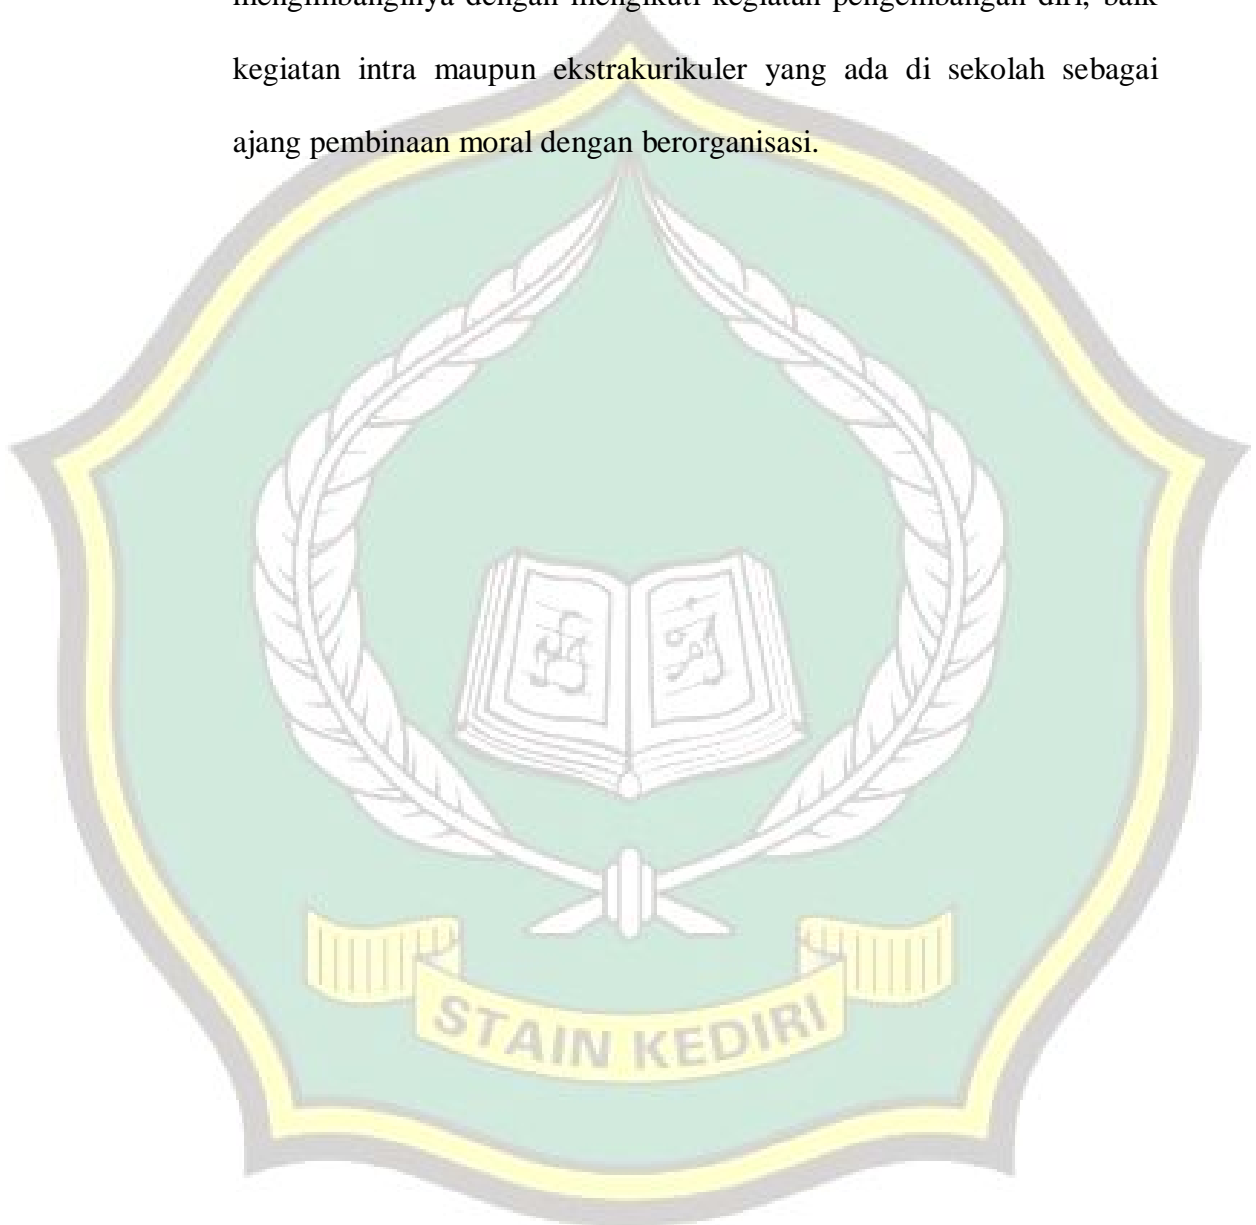 mengimbanginya dengan mengikuti kegiatan pengembangan diri, baik
kegiatan intra maupun ekstrakurikuler yang ada di sekolah sebagai
ajang pembinaan moral dengan berorganisasi.
STAIN KEDIRI